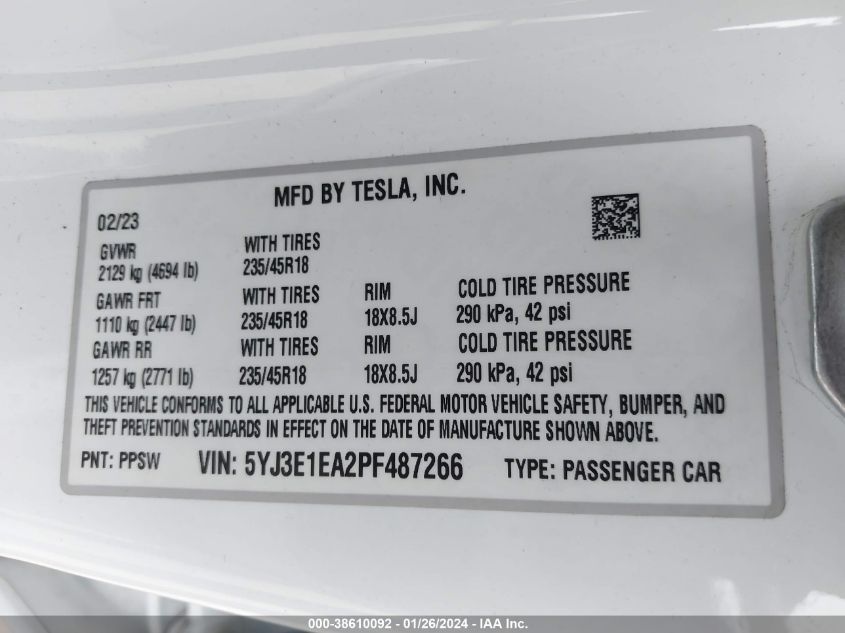 MFD BY TESLA, INC.
02/23
GVWR WITH TIRES
2129 kg (4694 lb) 235/45R18
GAWR FRT WITH TIRES RIM COLD TIRE PRESSURE
1110 kg (2447 lb) 235/45R18 18X8.5J 290 kPa, 42 psi
GAWR RR WITH TIRES RIM COLD TIRE PRESSURE
1257 kg (2771 lb) 235/45R18 18X8.5J 290 kPa, 42 psi
THIS VEHICLE CONFORMS TO ALL APPLICABLE U.S. FEDERAL MOTOR VEHICLE SAFETY, BUMPER, AND
THEFT PREVENTION STANDARDS IN EFFECT ON THE DATE OF MANUFACTURE SHOWN ABOVE.
PNT: PPSW VIN: 5YJ3E1EA2PF487266 TYPE: PASSENGER CAR
000-38610092 - 01/26/2024 - IAA Inc.